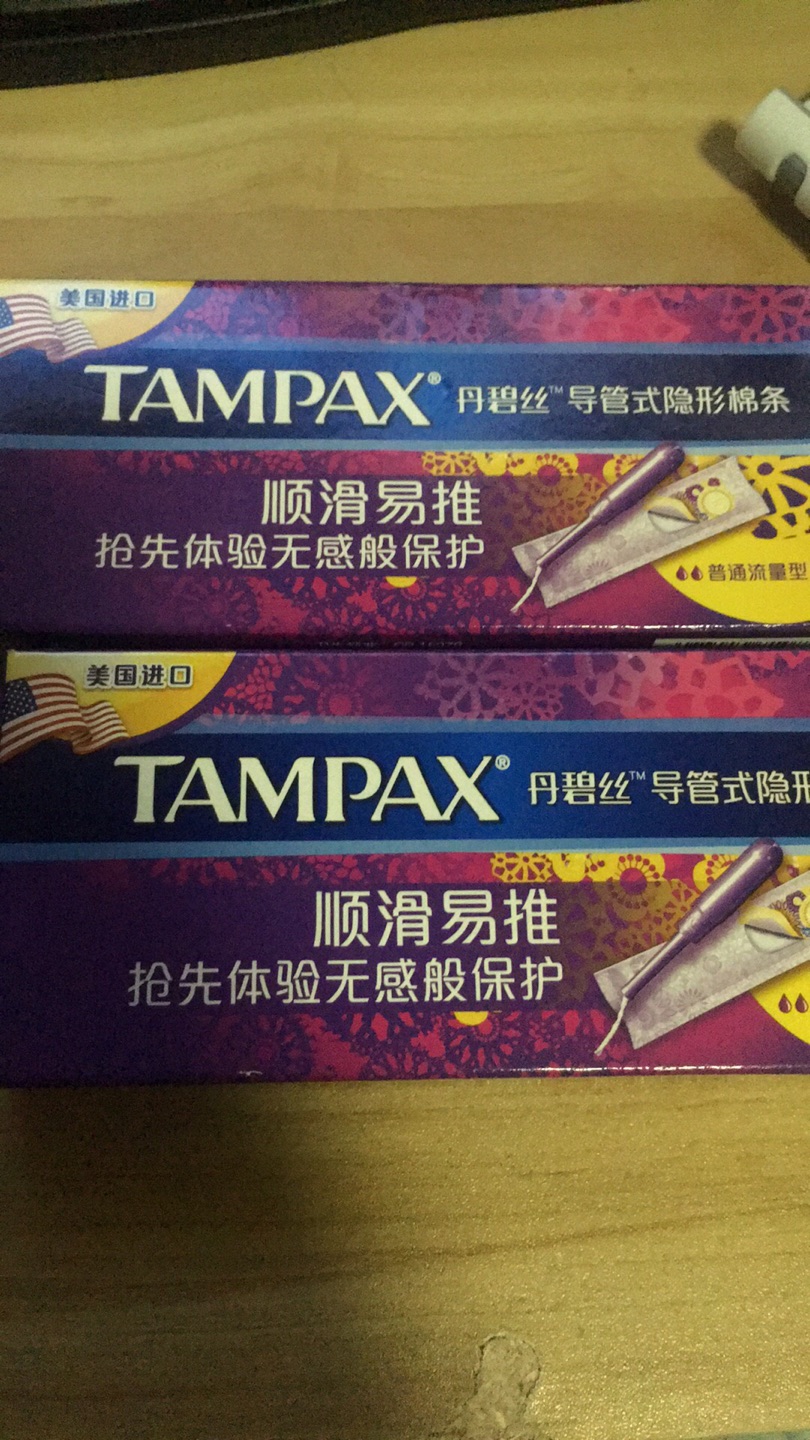 美国进口
TAMPAX® 丹碧丝™ 导管式隐形棉条
顺滑易推
抢先体验无感般保护
普通流量型
美国进口
TAMPAX® 丹碧丝™ 导管式隐形
顺滑易推
抢先体验无感般保护